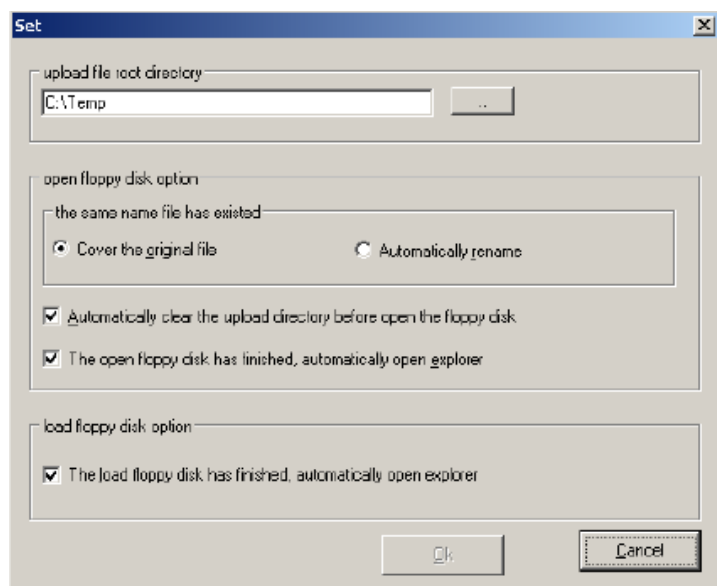 Set
upload file root directory
C:\Temp
..
open floppy disk option
the same name file has existed
Cover the original file
Automatically rename
Automatically clear the upload directory before open the floppy disk
The open floppy disk has finished, automatically open explorer
load floppy disk option
The load floppy disk has finished, automatically open explorer
Ok
Cancel